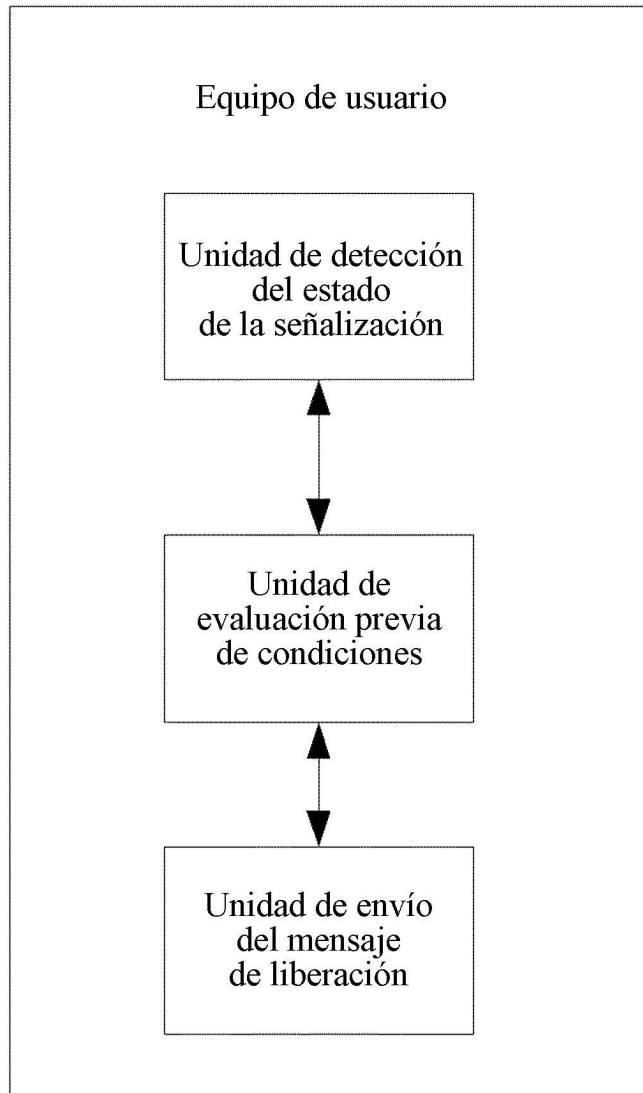 Equipo de usuario
Unidad de detección
del estado
de la señalización
Unidad de
evaluación previa
de condiciones
Unidad de envío
del mensaje
de liberación